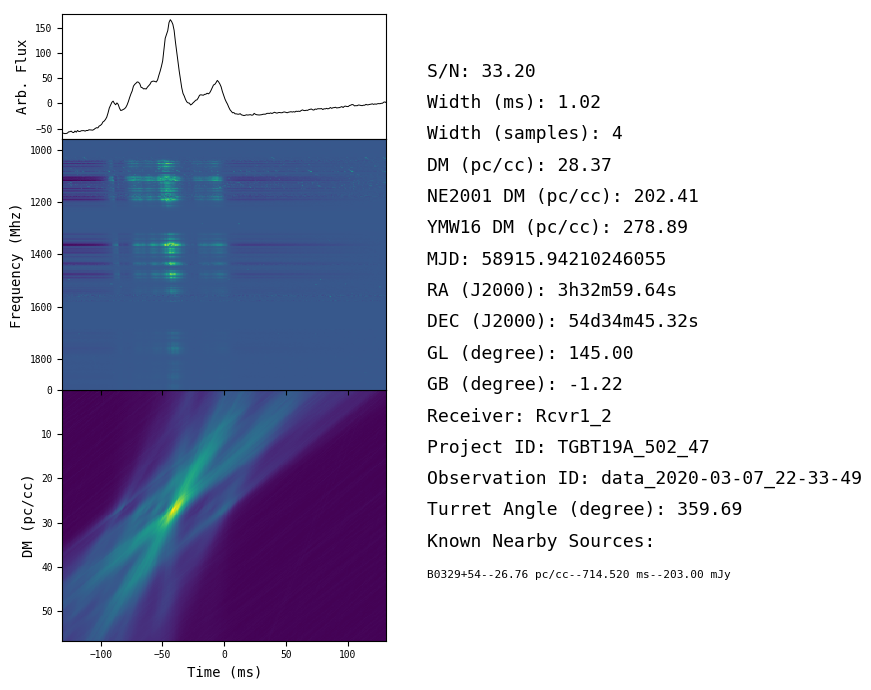 Arb. Flux
150
100
50
0
−50
Frequency (Mhz)
1000
1200
1400
1600
1800
0
DM (pc/cc)
10
20
30
40
50
−100
−50
0
50
100
Time (ms)
S/N: 33.20
Width (ms): 1.02
Width (samples): 4
DM (pc/cc): 28.37
NE2001 DM (pc/cc): 202.41
YMW16 DM (pc/cc): 278.89
MJD: 58915.94210246055
RA (J2000): 3h32m59.64s
DEC (J2000): 54d34m45.32s
GL (degree): 145.00
GB (degree): -1.22
Receiver: Rcvr1_2
Project ID: TGBT19A_502_47
Observation ID: data_2020-03-07_22-33-49
Turret Angle (degree): 359.69
Known Nearby Sources:
B0329+54--26.76 pc/cc--714.520 ms--203.00 mJy